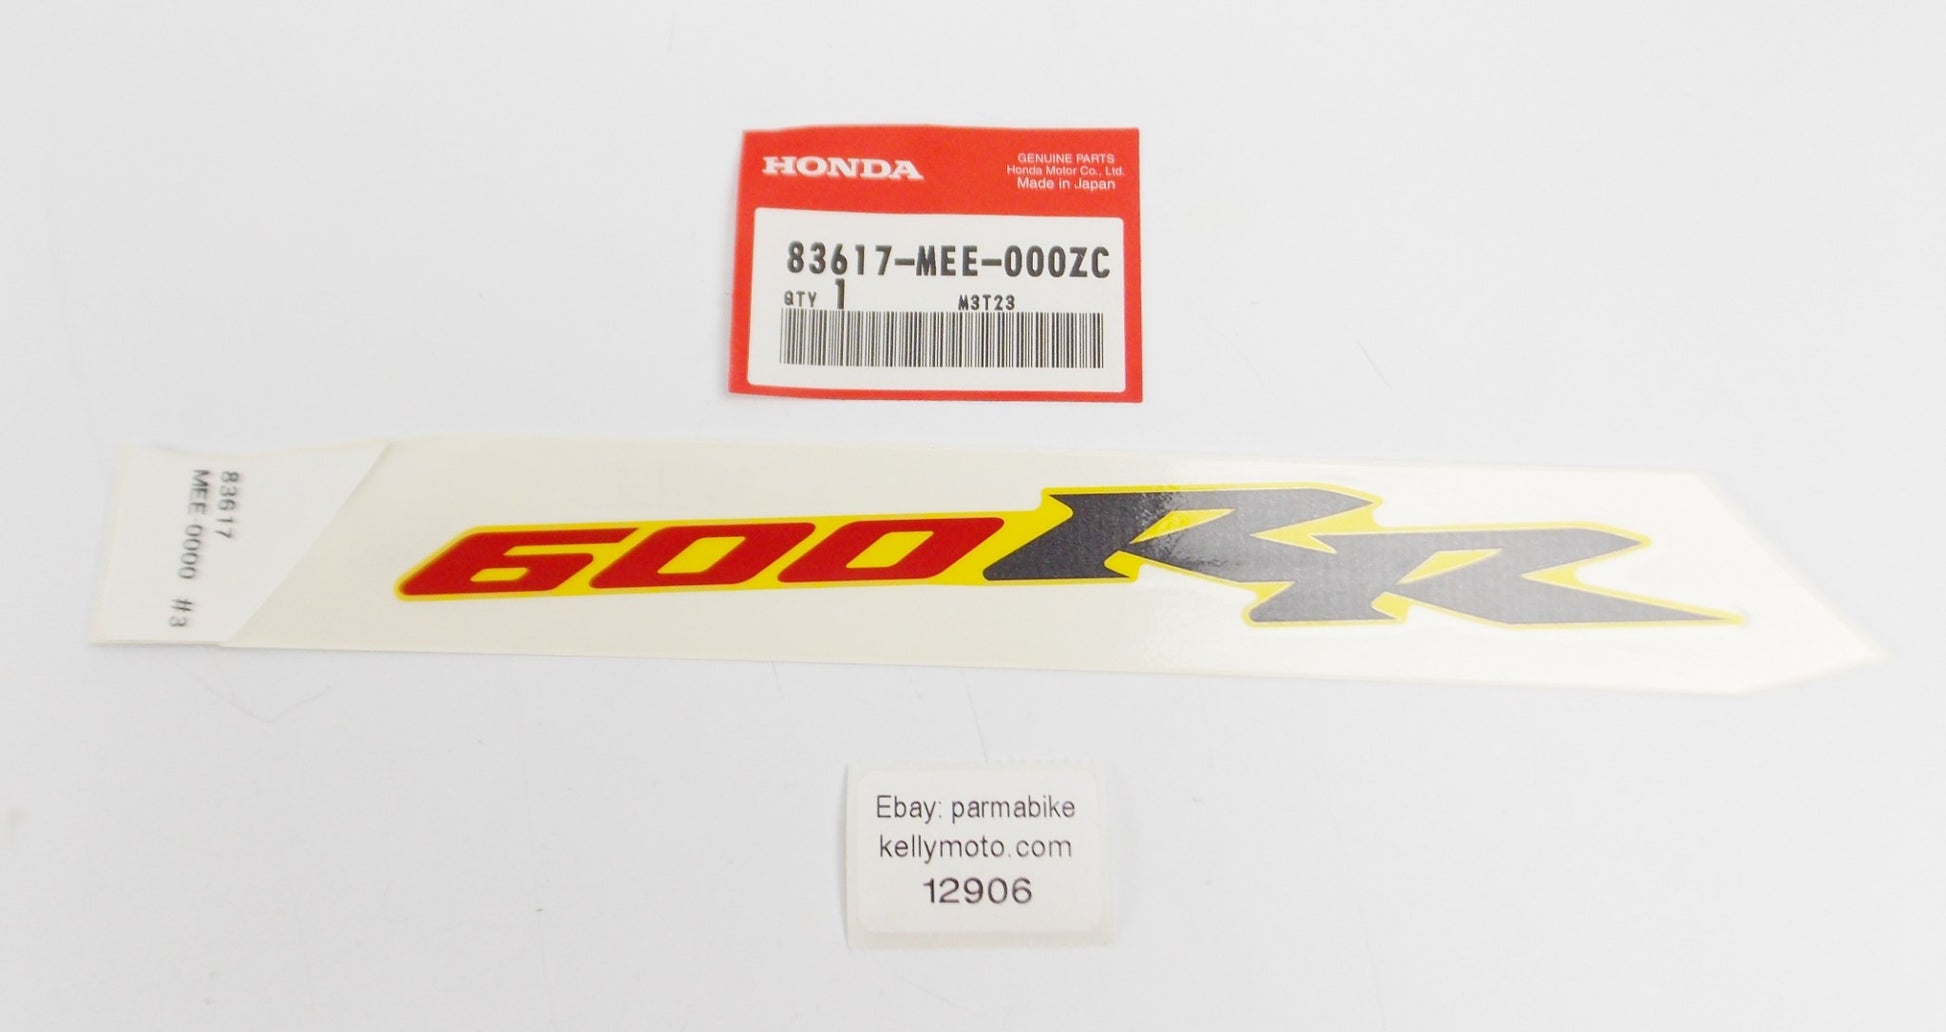 HONDA
GENUINE PARTS
Honda Motor Co., Ltd.
Made in Japan
83617-MEE-000ZC
QTY 1 M3T23
83617
MEE 0000 #3
600RR
Ebay: parmabike
kellymoto.com
12906